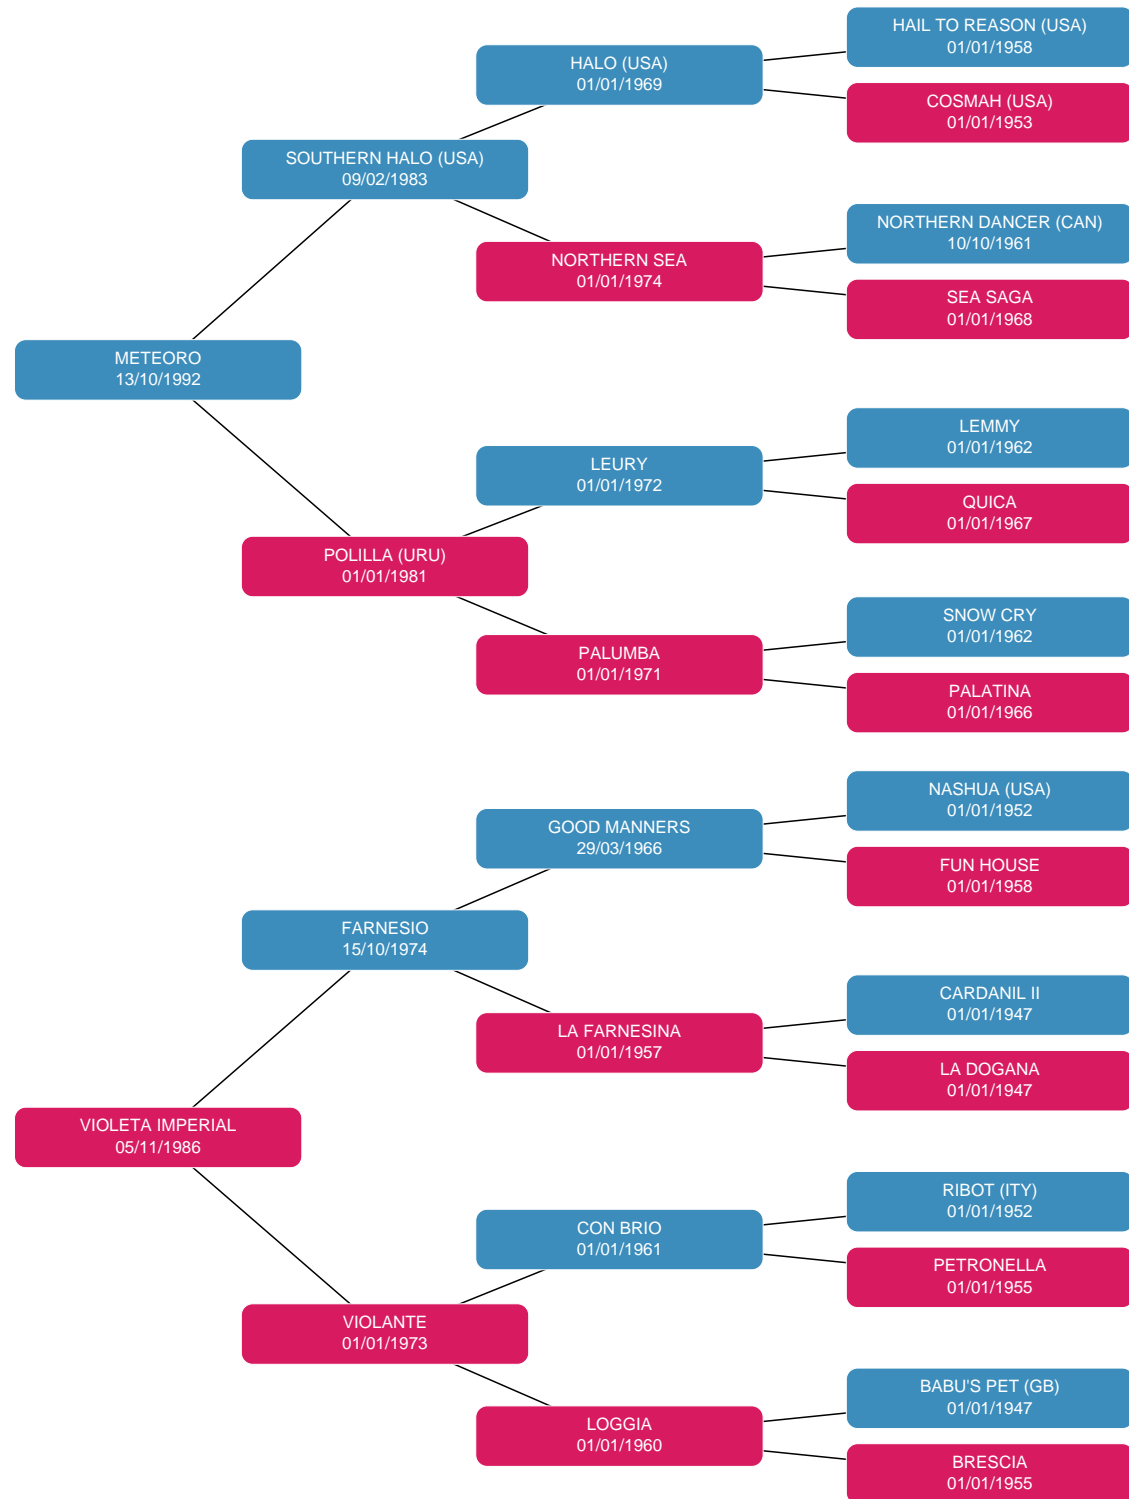 HAIL TO REASON (USA)
01/01/1958
HALO (USA)
01/01/1969
COSMAH (USA)
01/01/1953
SOUTHERN HALO (USA)
09/02/1983
NORTHERN DANCER (CAN)
10/10/1961
NORTHERN SEA
01/01/1974
SEA SAGA
01/01/1968
METEORO
13/10/1992
LEMMY
01/01/1962
LEURY
01/01/1972
QUICA
01/01/1967
POLILLA (URU)
01/01/1981
SNOW CRY
01/01/1962
PALUMBA
01/01/1971
PALATINA
01/01/1966
NASHUA (USA)
01/01/1952
GOOD MANNERS
29/03/1966
FUN HOUSE
01/01/1958
FARNESIO
15/10/1974
CARDANIL II
01/01/1947
LA FARNESINA
01/01/1957
LA DOGANA
01/01/1947
VIOLETA IMPERIAL
05/11/1986
RIBOT (ITY)
01/01/1952
CON BRIO
01/01/1961
PETRONELLA
01/01/1955
VIOLANTE
01/01/1973
BABU'S PET (GB)
01/01/1947
LOGGIA
01/01/1960
BRESCIA
01/01/1955